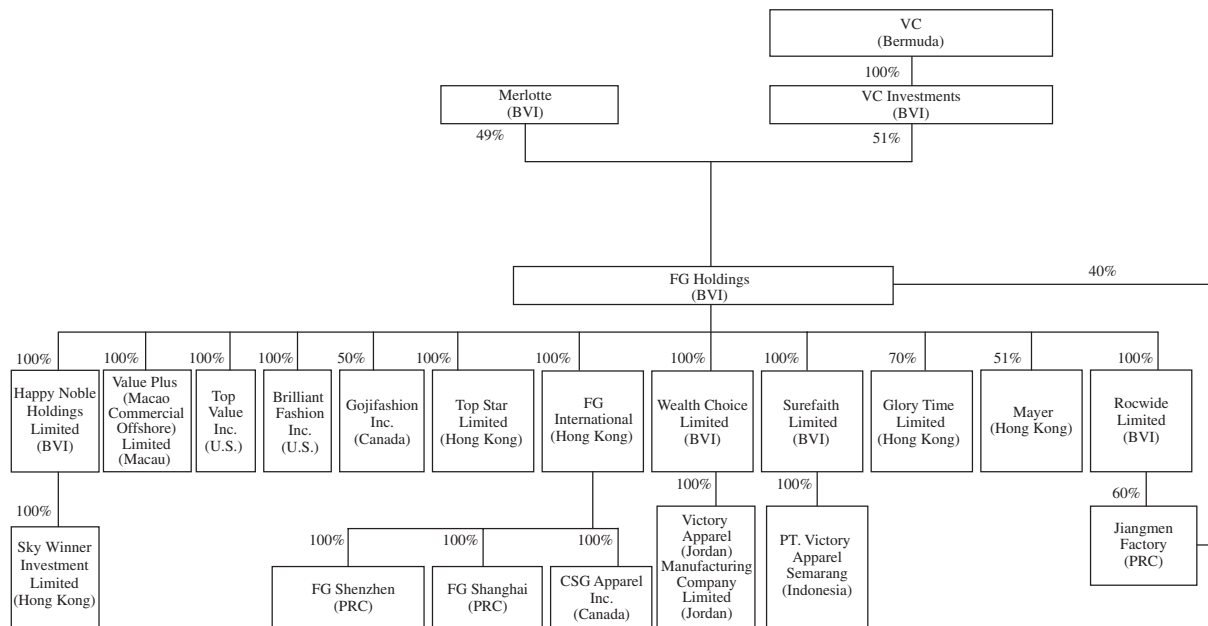 VC
(Bermuda)
100%
Merlotte
(BVI)
VC Investments
(BVI)
49%
51%
FG Holdings
(BVI)
40%
100%
100%
100%
100%
50%
100%
100%
100%
100%
70%
51%
100%
Happy Noble
Holdings
Limited
(BVI)
Value Plus
(Macao
Commercial
Offshore)
Limited
(Macau)
Top
Value
Inc.
(U.S.)
Brilliant
Fashion
Inc.
(U.S.)
Gojifashion
Inc.
(Canada)
Top Star
Limited
(Hong Kong)
FG
International
(Hong Kong)
Wealth Choice
Limited
(BVI)
Surefaith
Limited
(BVI)
Glory Time
Limited
(Hong Kong)
Mayer
(Hong Kong)
Rocwide
Limited
(BVI)
100%
100%
100%
60%
Sky Winner
Investment
Limited
(Hong Kong)
100%
100%
100%
FG Shenzhen
(PRC)
FG Shanghai
(PRC)
CSG Apparel
Inc.
(Canada)
Victory
Apparel
(Jordan)
Manufacturing
Company
Limited
(Jordan)
PT. Victory
Apparel
Semarang
(Indonesia)
Jiangmen
Factory
(PRC)